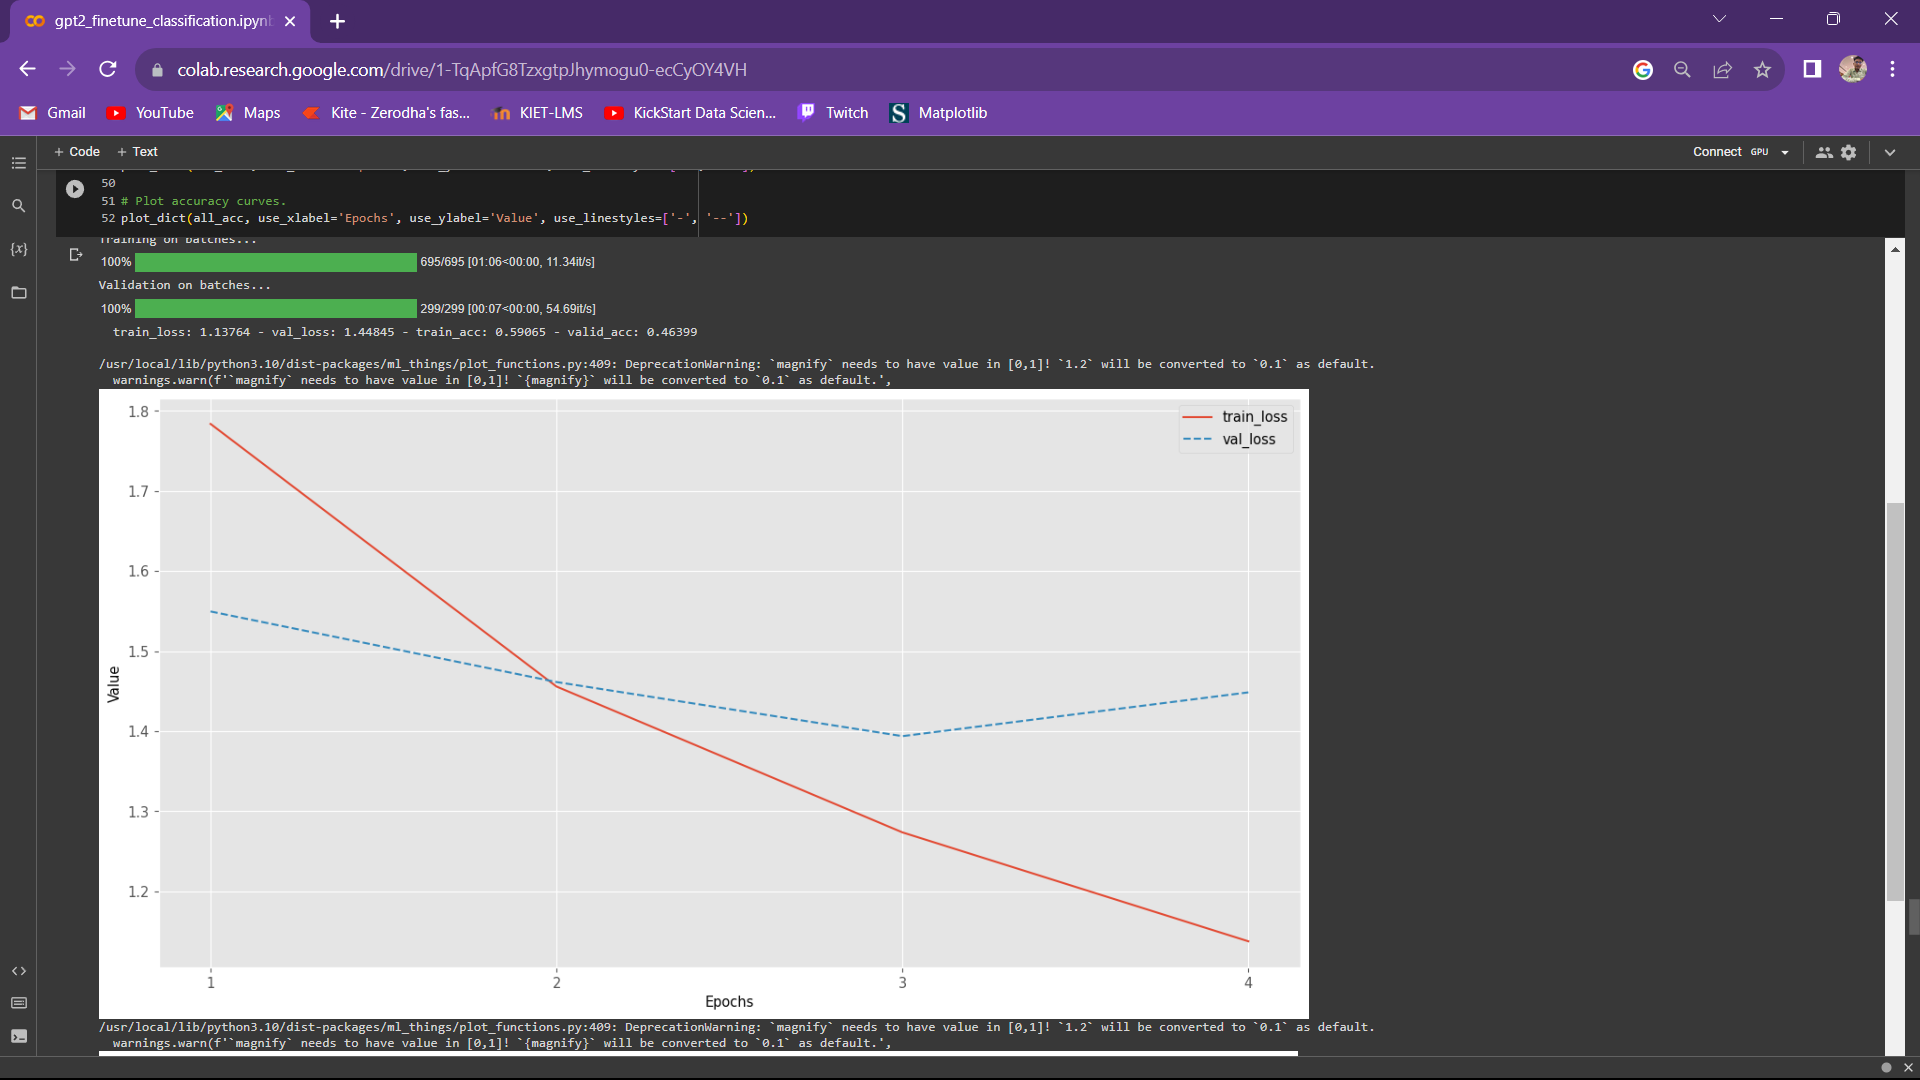 gpt2_finetune_classification.ipynb
colab.research.google.com/drive/1-TqApfG8TzxgtpJhymogu0-ecCyOY4VH
Gmail YouTube Maps Kite - Zerodha's fas... KIET-LMS KickStart Data Scien... Twitch Matplotlib
+ Code + Text Connect GPU
50
51 # Plot accuracy curves.
52 plot_dict(all_acc, use_xlabel='Epochs', use_ylabel='Value', use_linestyles=['-', '--'])
Training on batches...
100% 695/695 [01:06<00:00, 11.34it/s]
Validation on batches...
100% 299/299 [00:07<00:00, 54.69it/s]
train_loss: 1.13764 - val_loss: 1.44845 - train_acc: 0.59065 - valid_acc: 0.46399
/usr/local/lib/python3.10/dist-packages/ml_things/plot_functions.py:409: DeprecationWarning: `magnify` needs to have value in [0,1]! `1.2` will be converted to `0.1` as default.
warnings.warn(f'`magnify` needs to have value in [0,1]! `{magnify}` will be converted to `0.1` as default.',
train_loss
val_loss
1.8
1.7
1.6
1.5
1.4
1.3
1.2
Value
1 2 3 4
Epochs
/usr/local/lib/python3.10/dist-packages/ml_things/plot_functions.py:409: DeprecationWarning: `magnify` needs to have value in [0,1]! `1.2` will be converted to `0.1` as default.
warnings.warn(f'`magnify` needs to have value in [0,1]! `{magnify}` will be converted to `0.1` as default.',